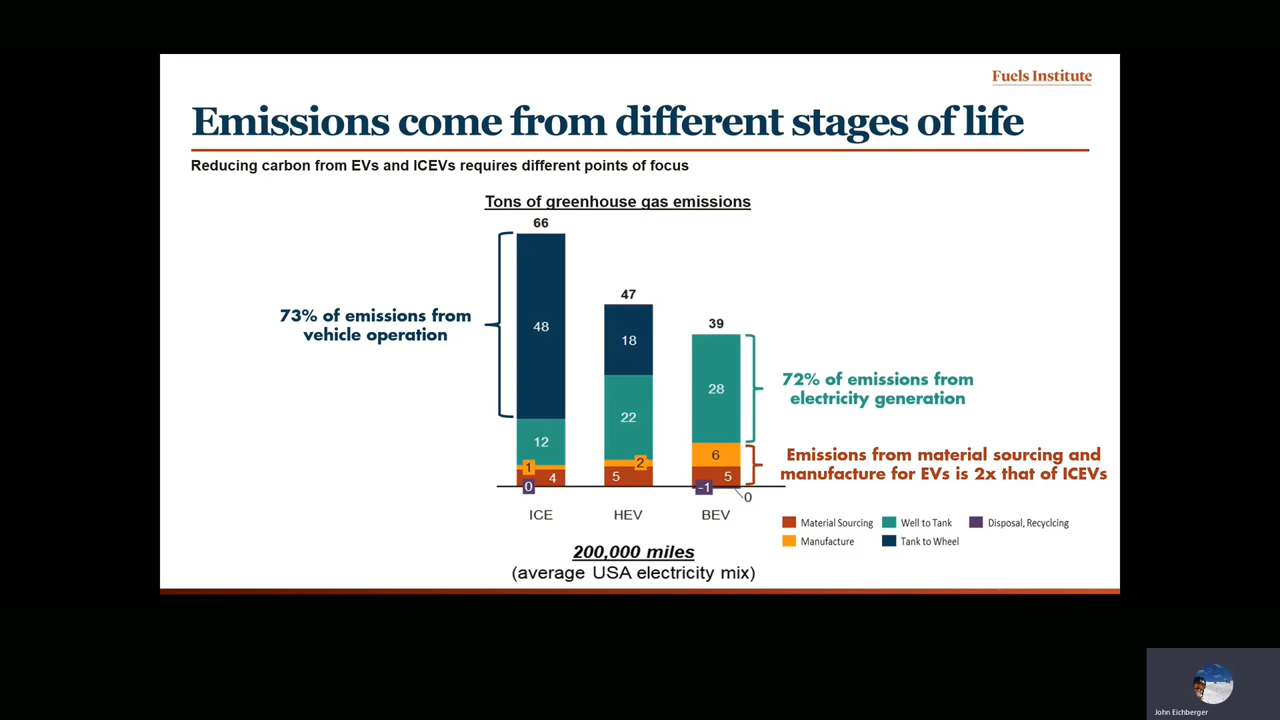 Fuels Institute
Emissions come from different stages of life
Reducing carbon from EVs and ICEVs requires different points of focus
Tons of greenhouse gas emissions
66
47
39
73% of emissions from
vehicle operation
48
18
28
72% of emissions from
electricity generation
12
22
6
Emissions from material sourcing and
manufacture for EVs is 2x that of ICEVs
1
2
4
5
5
0
-1
0
ICE
HEV
BEV
Material Sourcing
Well to Tank
Disposal, Recyclcing
Manufacture
Tank to Wheel
200,000 miles
(average USA electricity mix)
John Eichberger